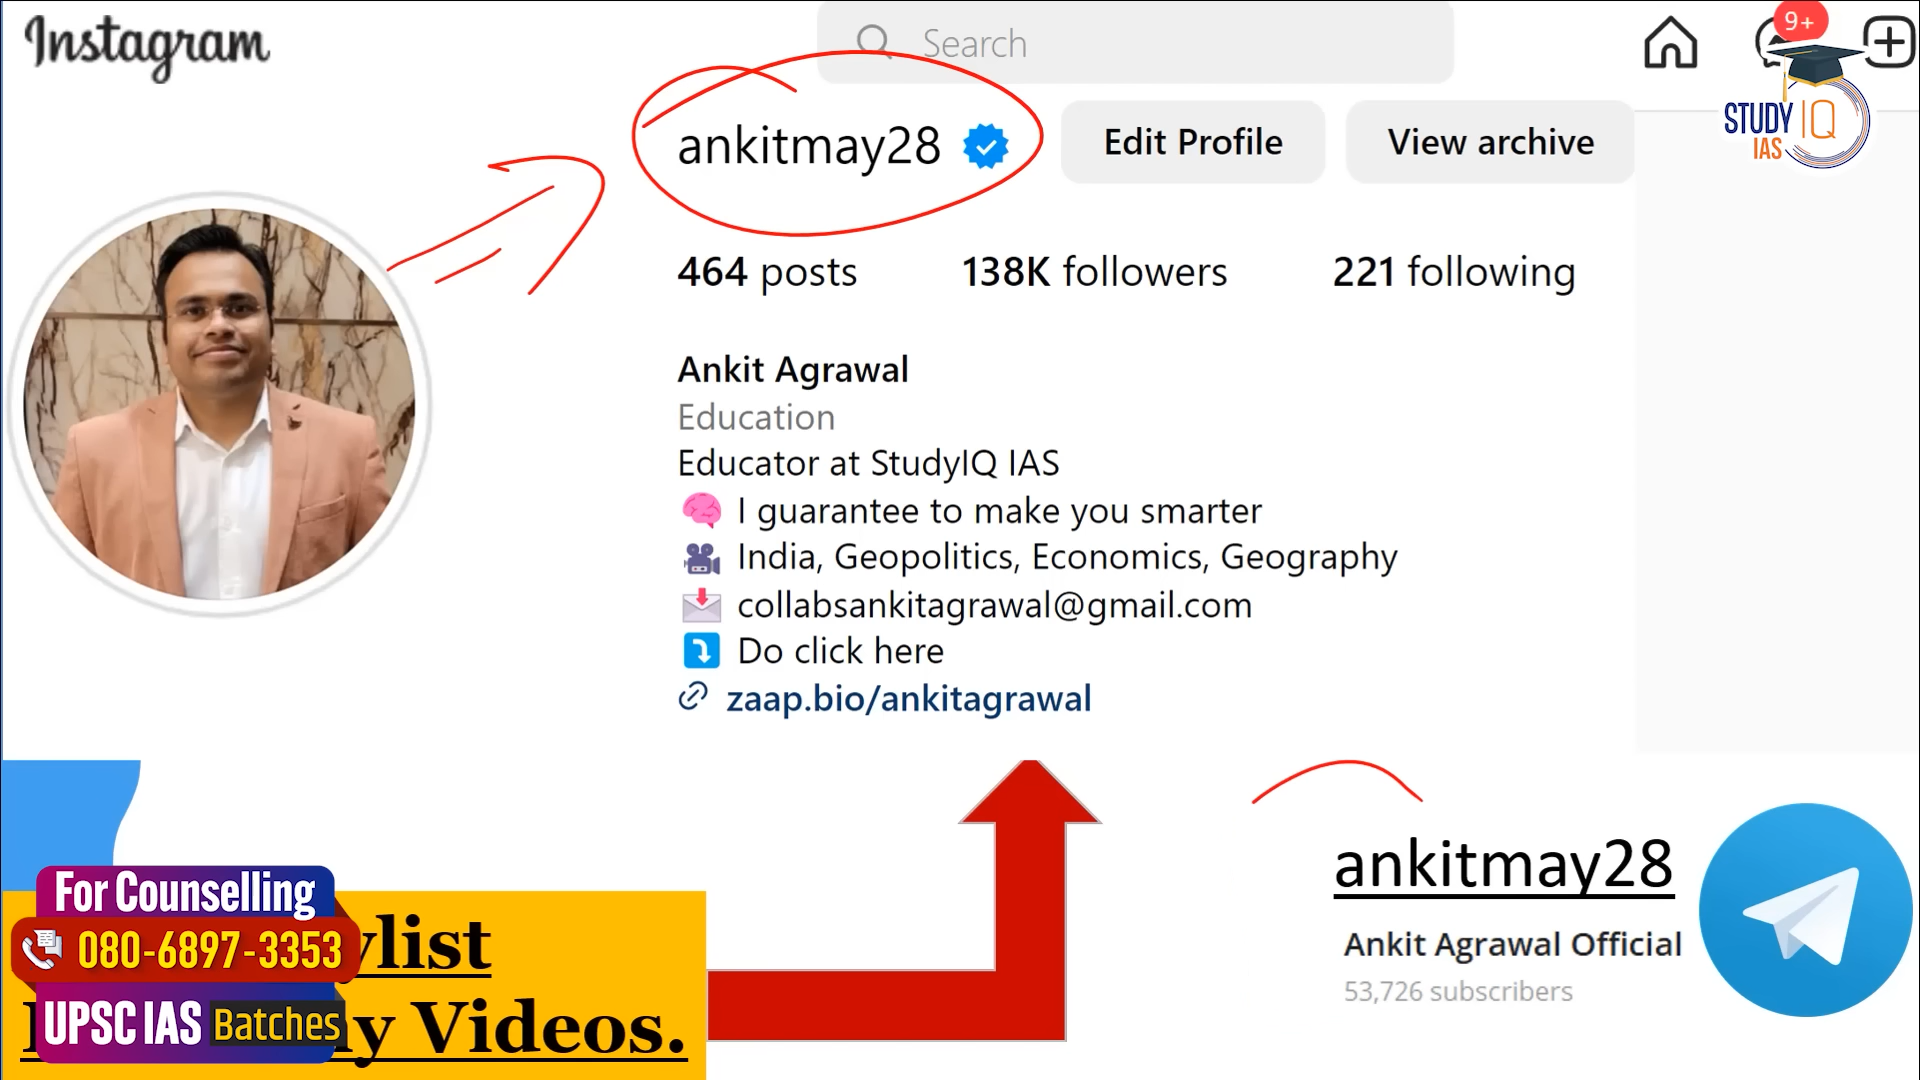 Instagram
Search
9+
STUDY IQ
IAS
ankitmay28
Edit Profile
View archive
464 posts
138K followers
221 following
Ankit Agrawal
Education
Educator at StudyIQ IAS
I guarantee to make you smarter
India, Geopolitics, Economics, Geography
collabsankitagrawal@gmail.com
Do click here
zaap.bio/ankitagrawal
ankitmay28
Ankit Agrawal Official
53,726 subscribers
For Counselling
080-6897-3353
UPSC IAS Batches
Videos.